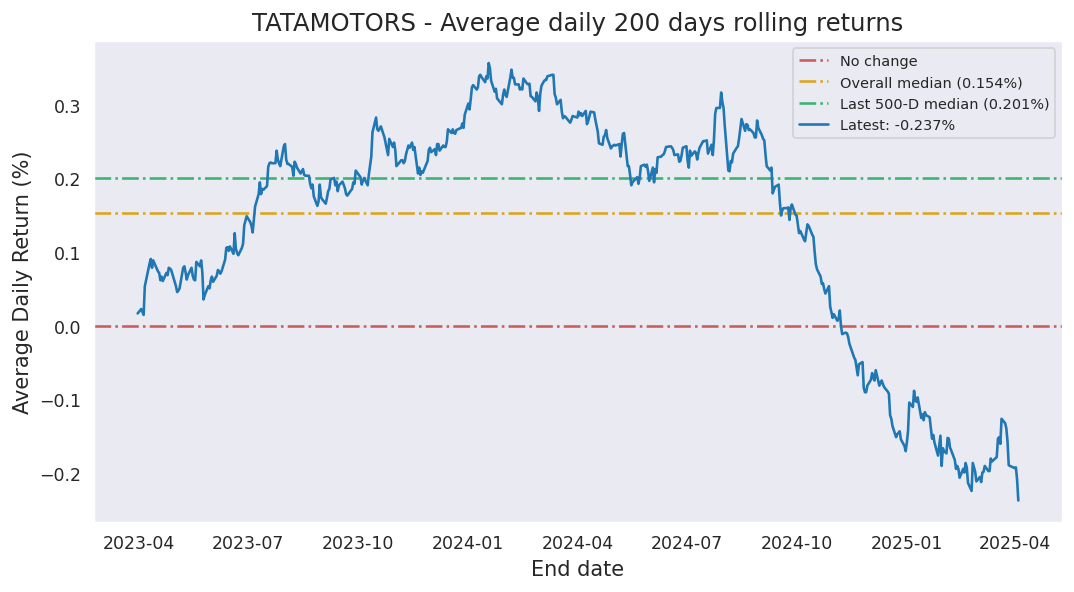 TATAMOTORS - Average daily 200 days rolling returns
No change
Overall median (0.154%)
Last 500-D median (0.201%)
Latest: -0.237%
Average Daily Return (%)
0.3
0.2
0.1
0.0
−0.1
−0.2
2023-04 2023-07 2023-10 2024-01 2024-04 2024-07 2024-10 2025-01 2025-04
End date